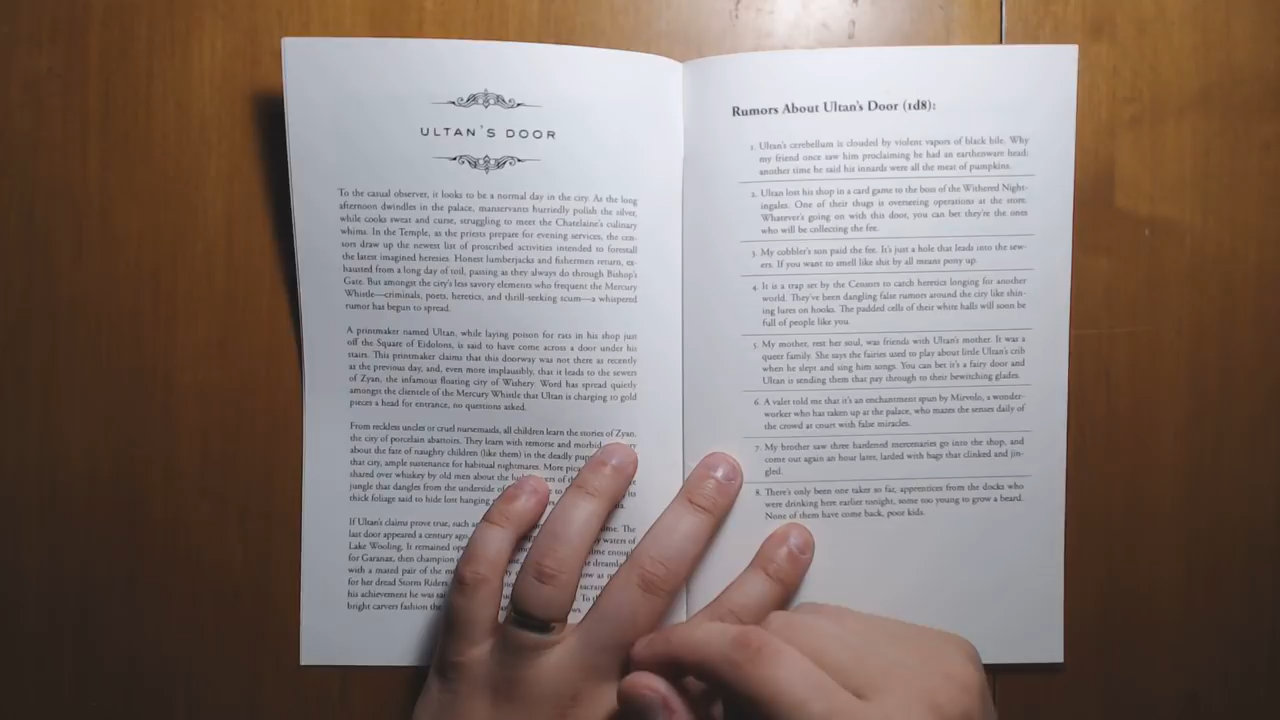 ULTAN'S DOOR
To the casual observer, it looks to be a normal day in the city. As the long
afternoon dwindles in the palace, manservants hurriedly polish the silver,
while cooks sweat and curse, struggling to meet the Chatelaine's culinary
whims. In the Temple, as the priests prepare for evening services, the cen-
sors draw up the newest list of proscribed activities intended to forestall
the latest imagined heresies. Honest lumberjacks and fishermen return, ex-
hausted from a long day of toil, passing as they always do through Bishop's
Gate. But amongst the city's less savory elements who frequent the Mercury
Whistle—criminals, poets, heretics, and thrill-seeking scum—a whispered
rumor has begun to spread.
A printmaker named Ultan, while laying poison for rats in his shop just
off the Square of Eidolons, is said to have come across a door under his
stairs. This printmaker claims that this doorway was not there as recently
as the previous day, and, even more implausibly, that it leads to the sewers
of Zyan, the infamous floating city of Wishery. Word has spread quietly
amongst the clientele of the Mercury Whistle that Ultan is charging 10 gold
pieces a head for entrance, no questions asked.
From reckless uncles or cruel nursemaids, all children learn the stories of Zyan,
the city of porcelain abattoirs. They learn with remorse and morbid
about the fate of naughty children (like them) in the deadly
that city, ample sustenance for habitual nightmares. More
shared over whiskey by old men about the of
jungle that dangles from the underside of to its
thick foliage said to hide lost hanging
If Ultan's claims prove true, such The
last door appeared a century ago, waters of
Lake Wooling. It remained enough
for Garanax, then champion
with a mated pair of the
for her dread Storm Riders
his achievement he was To
bright carvers fashion the
Rumors About Ultan's Door (1d8):
1. Ultan's cerebellum is clouded by violent vapors of black bile. Why
my friend once saw him proclaiming he had an earthenware head;
another time he said his innards were all the meat of pumpkins.
2. Ultan lost his shop in a card game to the boss of the Withered Night-
ingales. One of their thugs is overseeing operations at the store.
Whatever's going on with this door, you can bet they're the ones
who will be collecting the fee.
3. My cobbler's son paid the fee. It's just a hole that leads into the sew-
ers. If you want to smell like shit by all means pony up.
4. It is a trap set by the Censors to catch heretics longing for another
world. They've been dangling false rumors around the city like shin-
ing lures on hooks. The padded cells of their white halls will soon be
full of people like you.
5. My mother, rest her soul, was friends with Ultan's mother. It was a
queer family. She says the fairies used to play about little Ultan's crib
when he slept and sing him songs. You can bet it's a fairy door and
Ultan is sending them that pay through to their bewitching glades.
6. A valet told me that it's an enchantment spun by Mirvolo, a wonder-
worker who has taken up at the palace, who mazes the senses daily of
the crowd at court with false miracles.
7. My brother saw three hardened mercenaries go into the shop, and
come out again an hour later, larded with bags that clinked and jin-
gled.
8. There's only been one taker so far, apprentices from the docks who
were drinking here earlier tonight, some too young to grow a beard.
None of them have come back, poor kids.